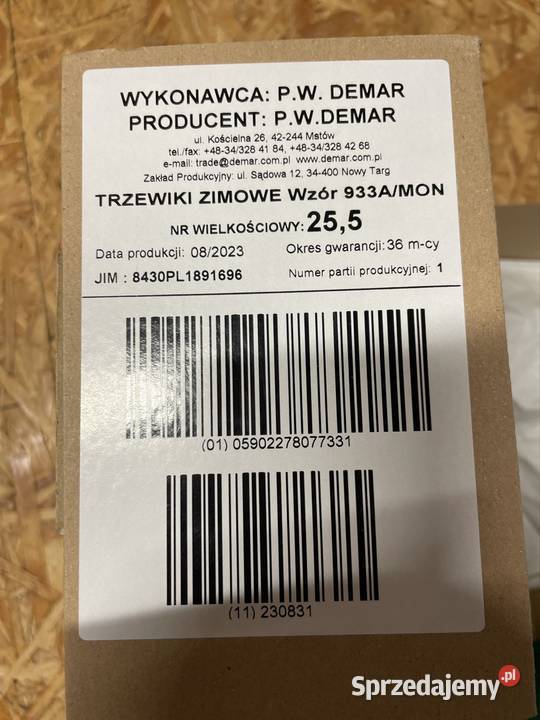 WYKONAWCA: P.W. DEMAR
PRODUCENT: P.W.DEMAR
ul. Kościelna 26, 42-244 Mstów
tel./fax: +48-34/328 41 84, +48-34/328 42 68
e-mail: trade@demar.com.pl www.demar.com.pl
Zakład Produkcyjny: ul. Sądowa 12, 34-400 Nowy Targ
TRZEWIKI ZIMOWE Wzór 933A/MON
NR WIELKOŚCIOWY: 25,5
Data produkcji: 08/2023 Okres gwarancji: 36 m-cy
JIM : 8430PL1891696 Numer partii produkcyjnej: 1
(01) 05902278077331
(11) 230831
Sprzedajemy.pl